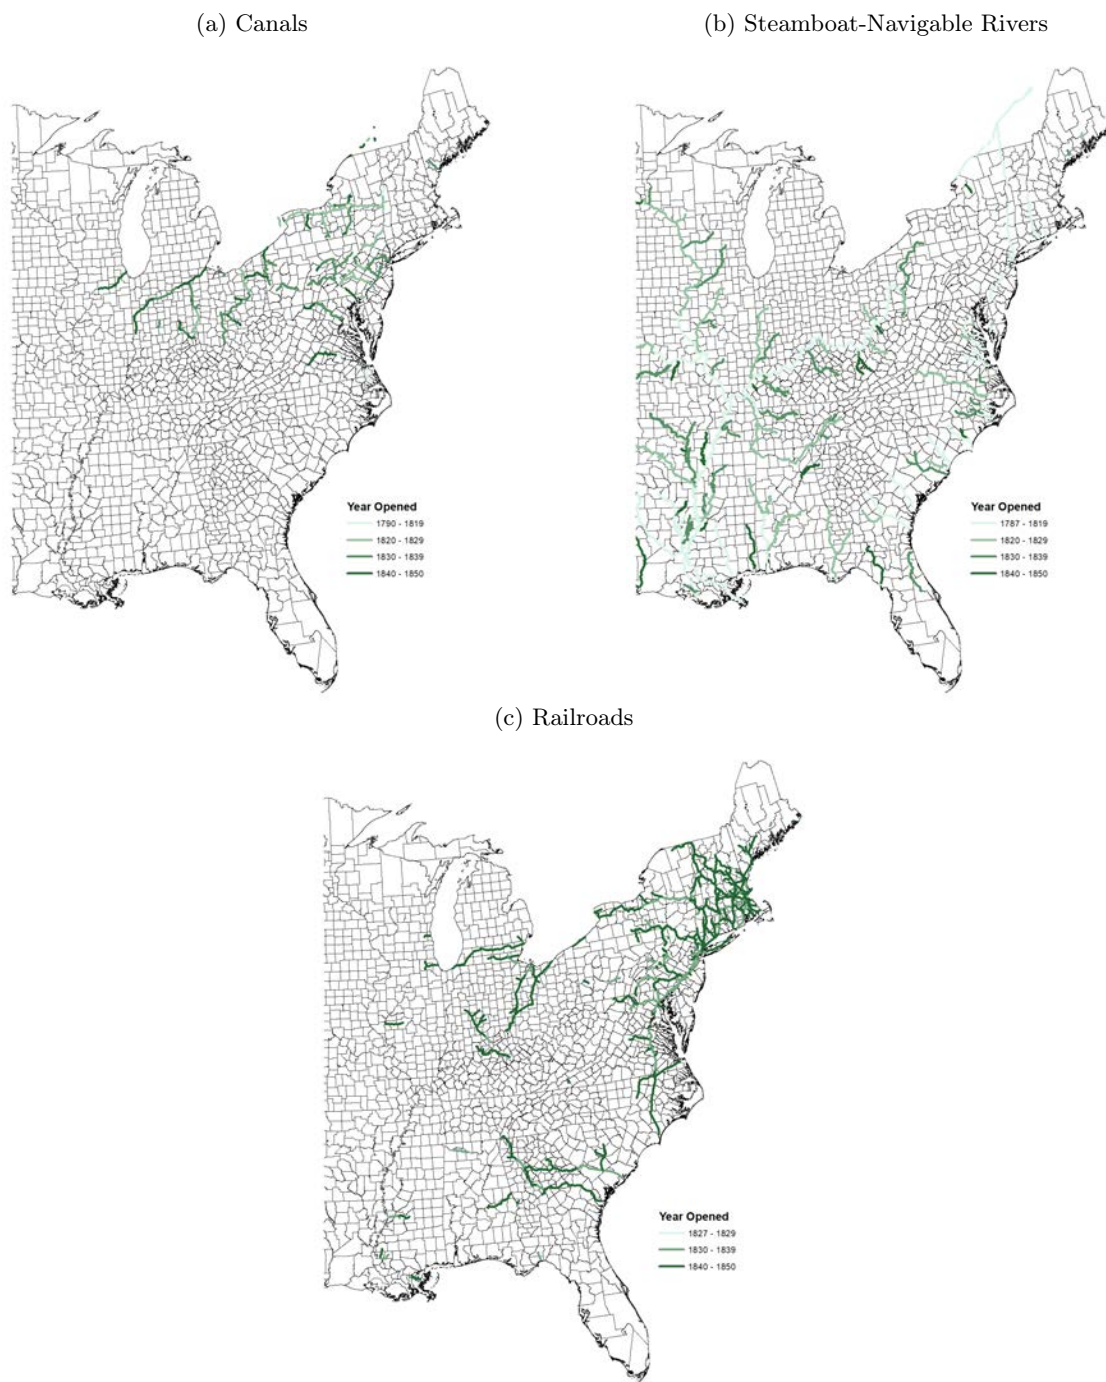 (a) Canals
(b) Steamboat-Navigable Rivers
Year Opened
1790 - 1819
1820 - 1829
1830 - 1839
1840 - 1850
Year Opened
1787 - 1819
1820 - 1829
1830 - 1839
1840 - 1850
(c) Railroads
Year Opened
1827 - 1829
1830 - 1839
1840 - 1850